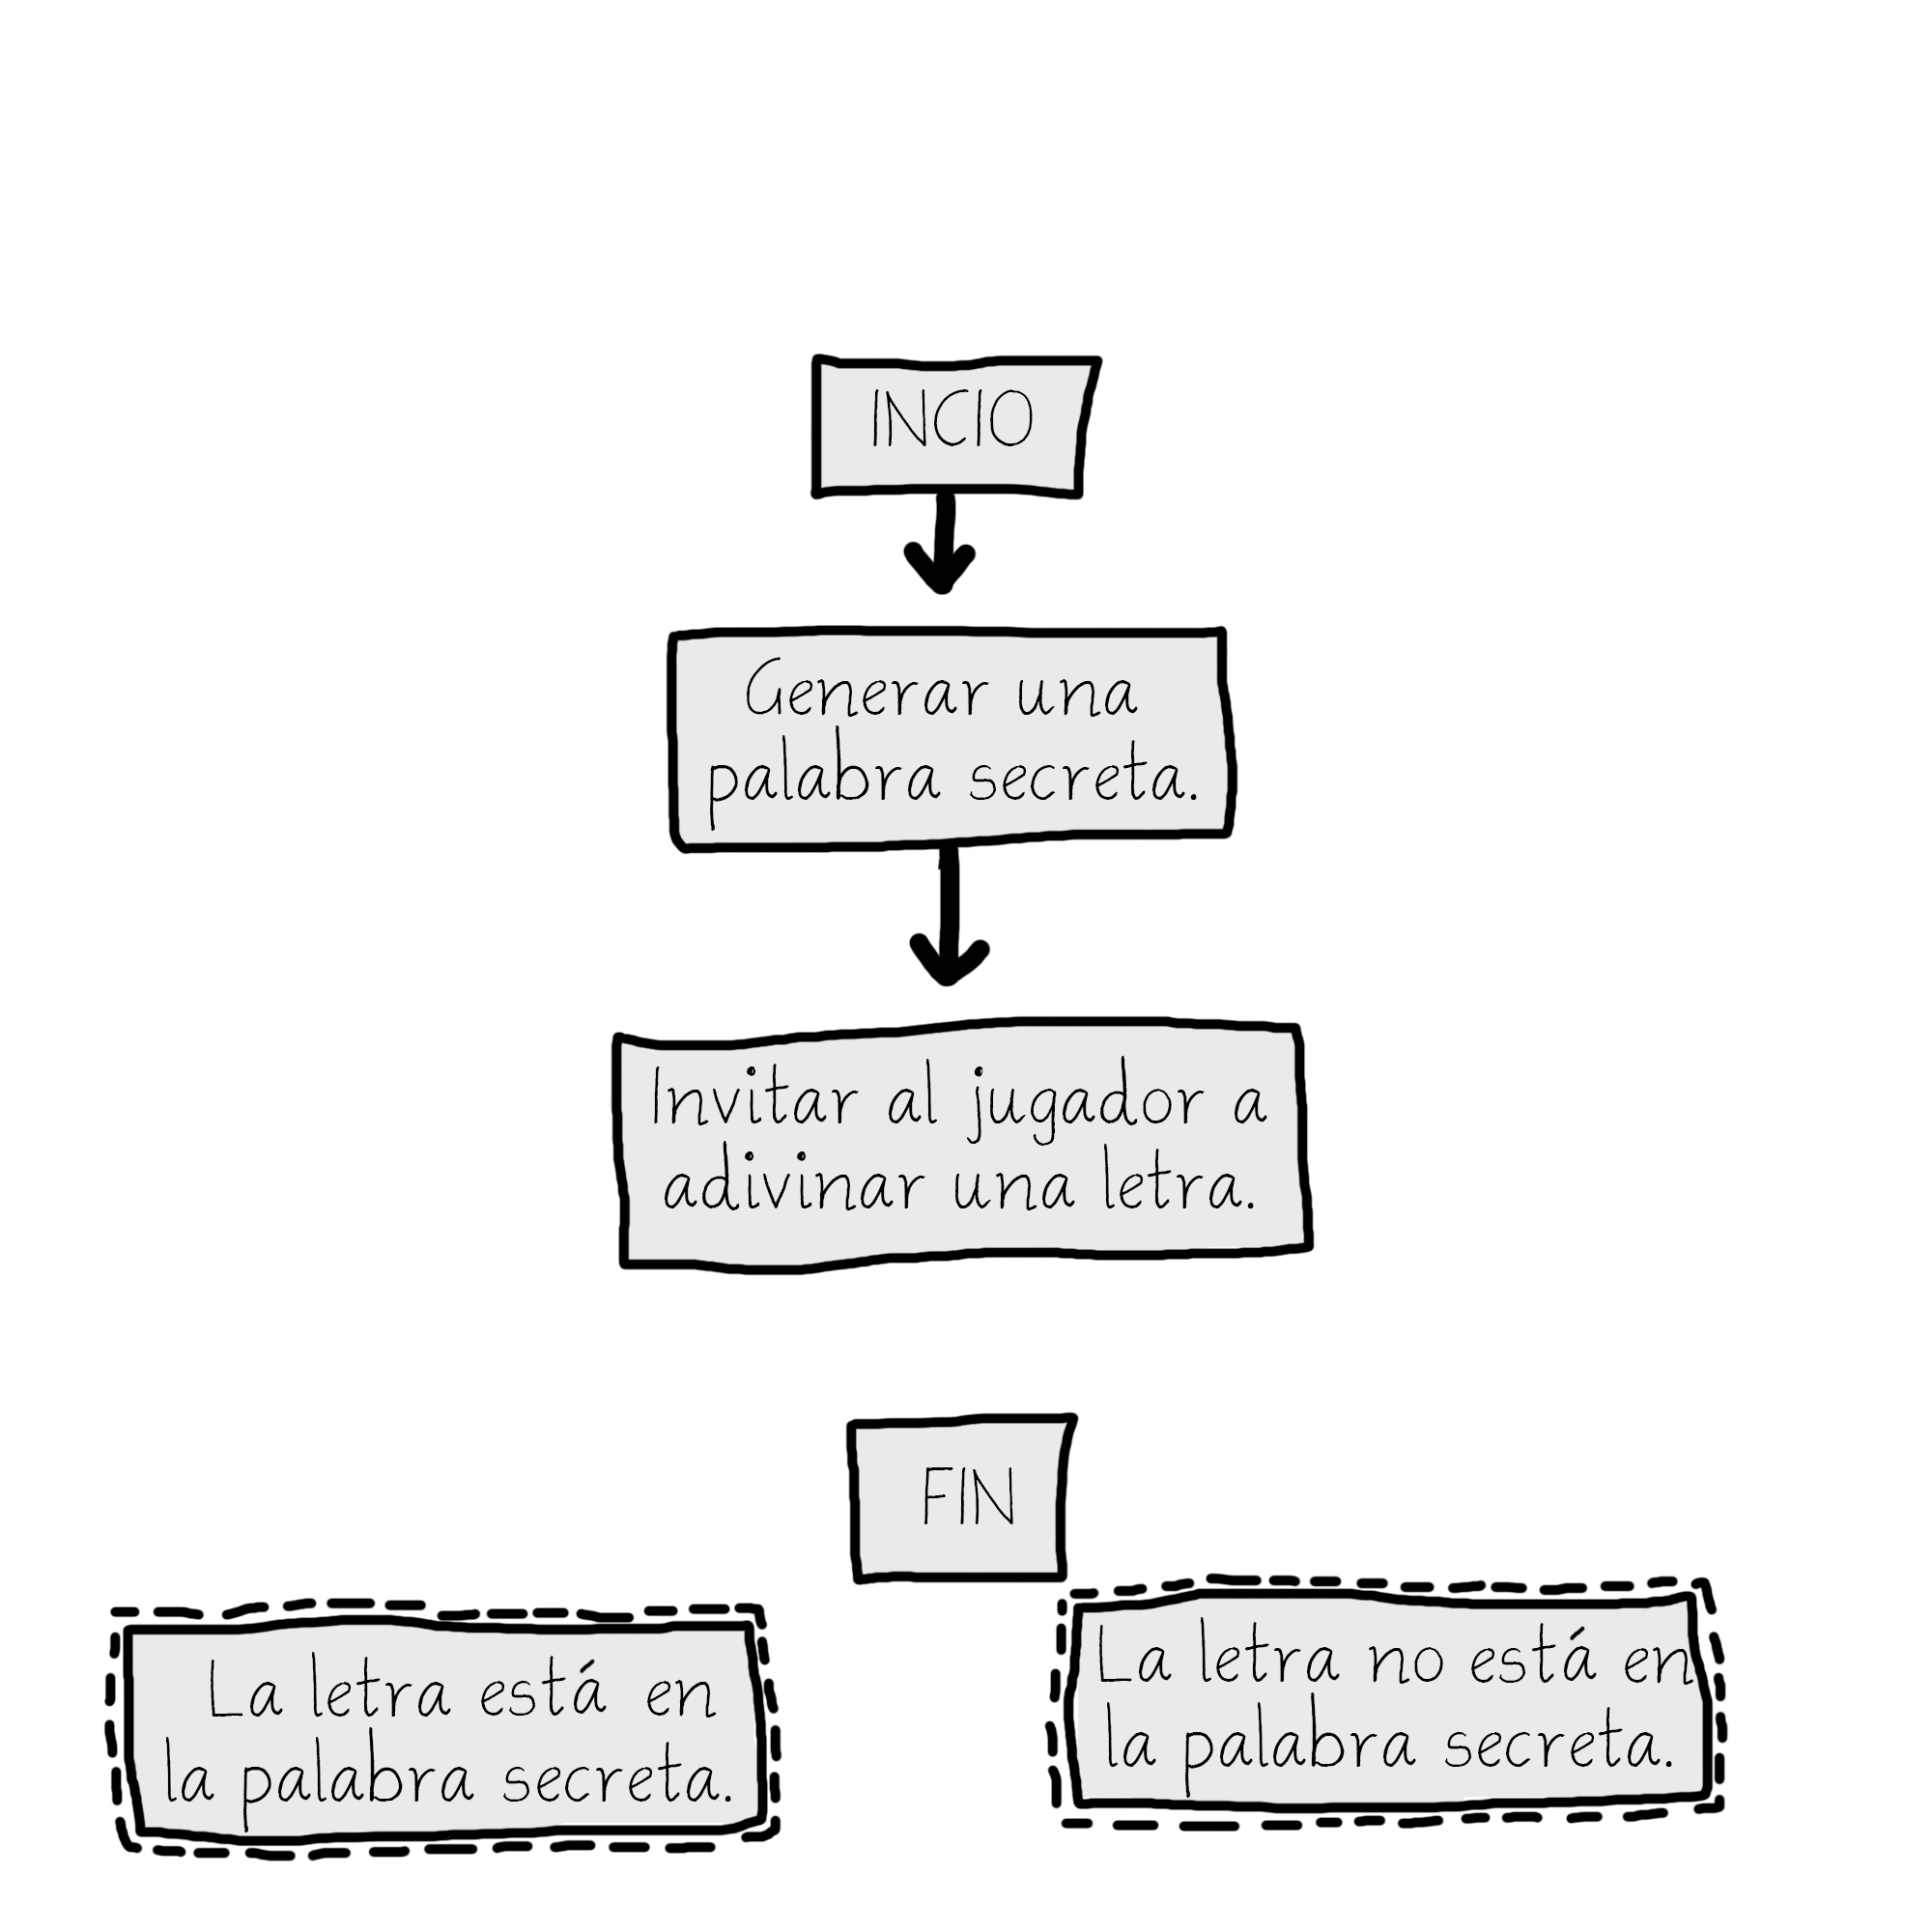 INCIO
Generar una
palabra secreta.
Invitar al jugador a
adivinar una letra.
FIN
La letra está en
la palabra secreta.
La letra no está en
la palabra secreta.